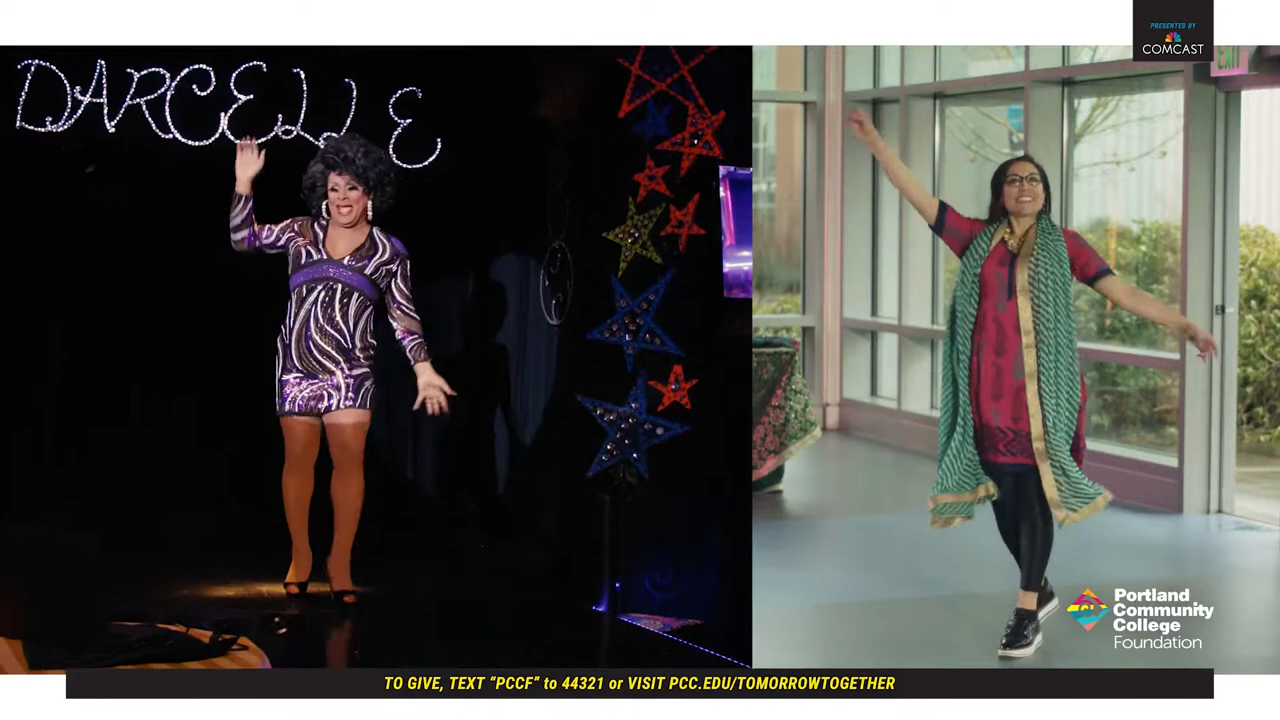 PRESENTED BY
COMCAST
EXIT
DARCELLE
Portland
Community
College
Foundation
TO GIVE, TEXT “PCCF” to 44321 or VISIT PCC.EDU/TOMORROWTOGETHER